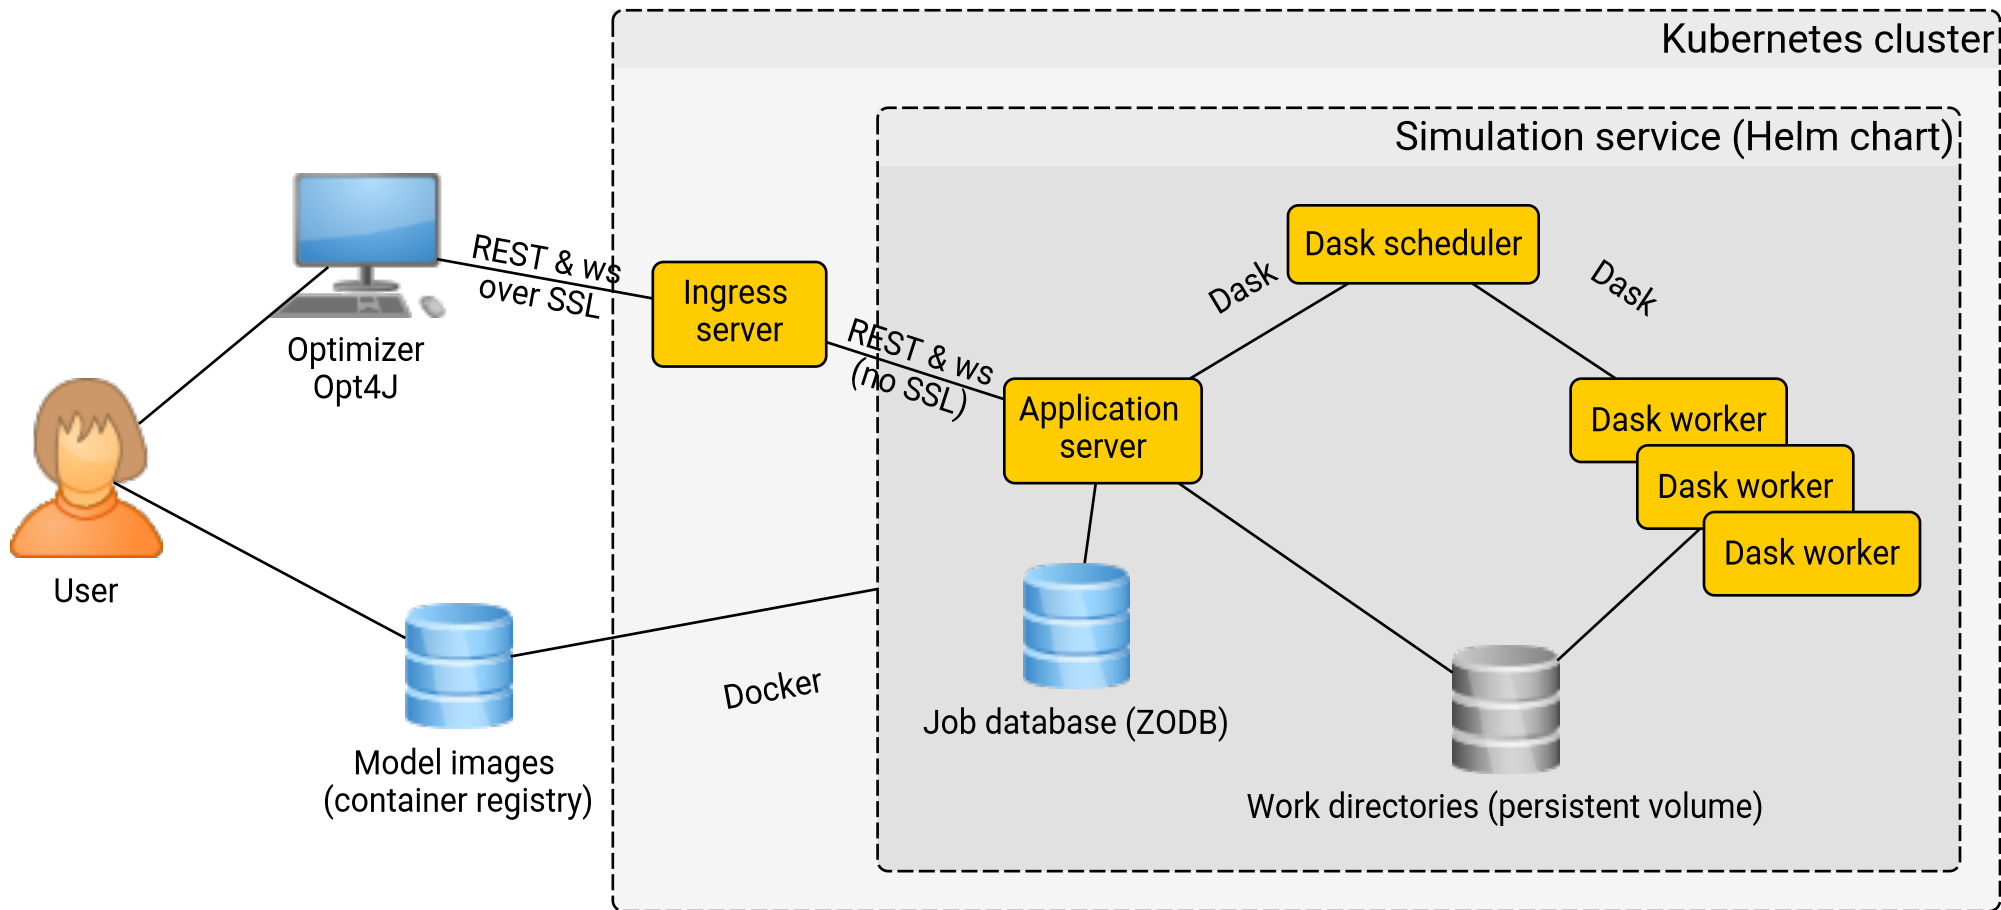 Kubernetes cluster
Simulation service (Helm chart)
Dask scheduler
Dask
Dask
REST & ws
over SSL
Ingress
server
REST & ws
(no SSL)
Optimizer
Opt4J
Application
server
Dask worker
Dask worker
Dask worker
User
Docker
Job database (ZODB)
Model images
(container registry)
Work directories (persistent volume)